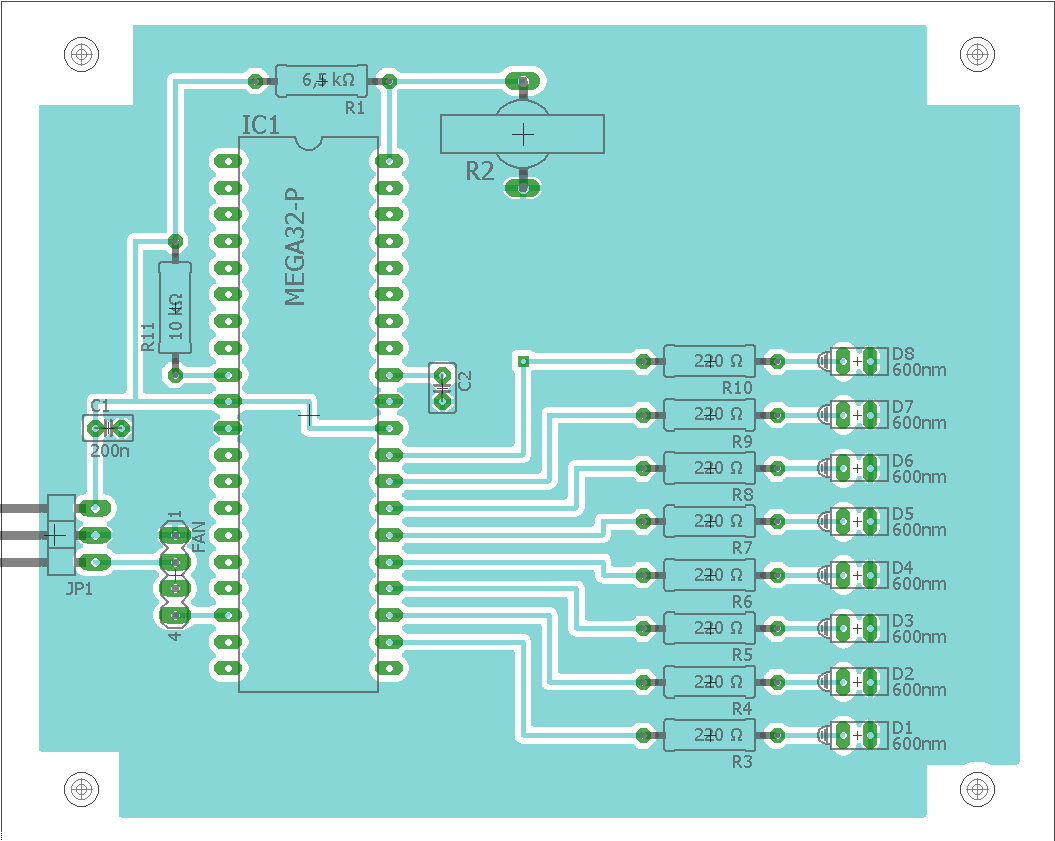 6,5 kΩ
R1
IC1
R2
MEGA32-P
10 kΩ
R11
C1
200n
C2
1
FAN
4
JP1
220 Ω
R10
D8
600nm
220 Ω
R9
D7
600nm
220 Ω
R8
D6
600nm
220 Ω
R7
D5
600nm
220 Ω
R6
D4
600nm
220 Ω
R5
D3
600nm
220 Ω
R4
D2
600nm
220 Ω
R3
D1
600nm